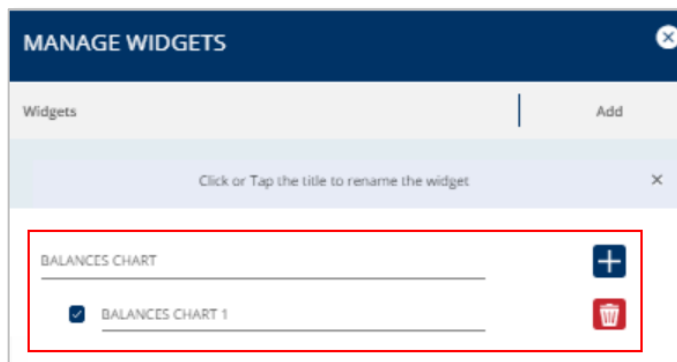 MANAGE WIDGETS
Widgets Add
Click or Tap the title to rename the widget
BALANCES CHART
BALANCES CHART 1